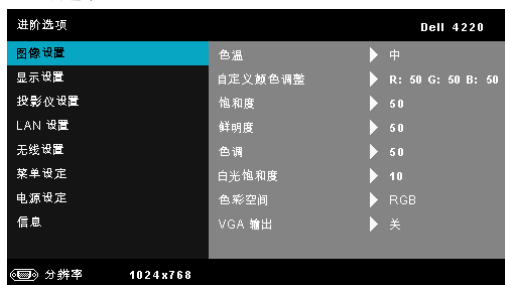 进阶选项 Dell 4220
图像设置 色温 中
显示设置 自定义颜色调整 R: 50 G: 50 B: 50
投影仪设置 饱和度 50
LAN 设置 鲜明度 50
无线设置 色调 50
菜单设定 白光饱和度 10
电源设定 色彩空间 RGB
信息 VGA 输出 关
分辨率 1024x768